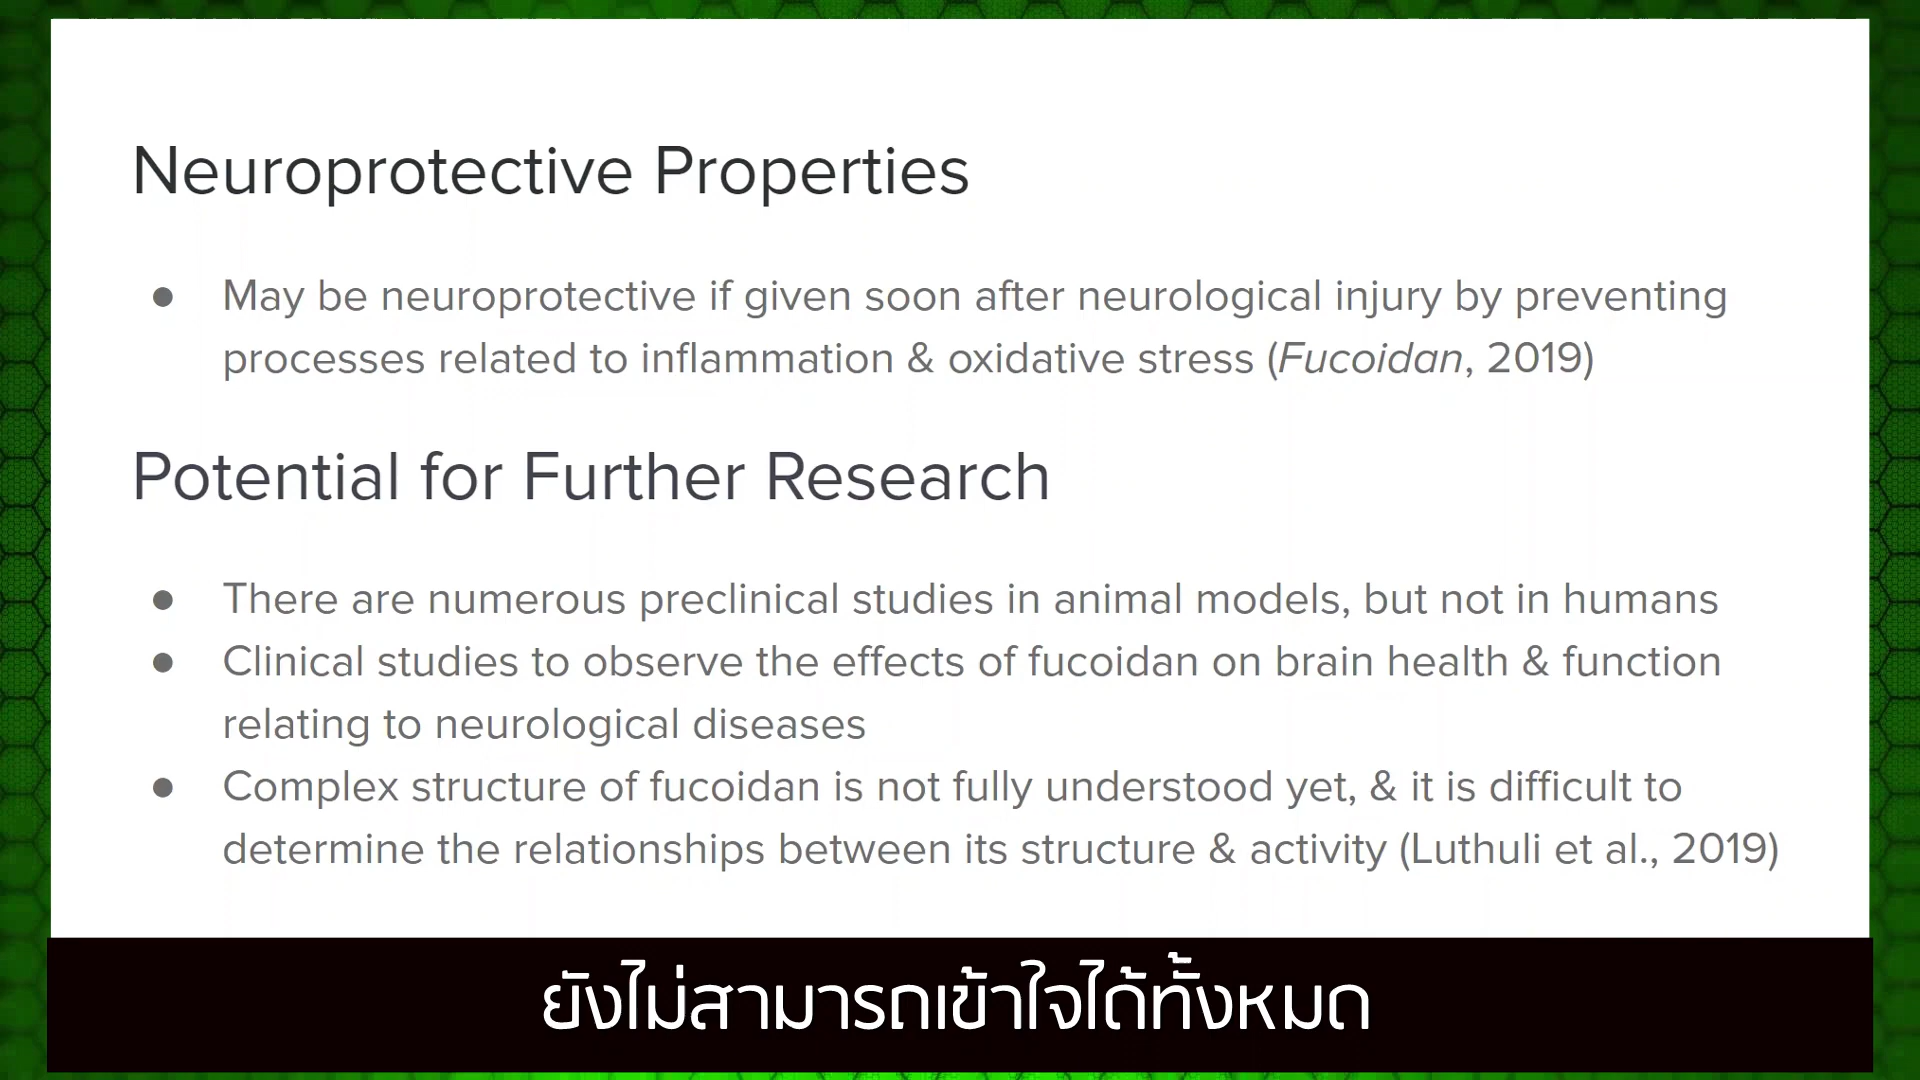 Neuroprotective Properties
● May be neuroprotective if given soon after neurological injury by preventing
processes related to inflammation & oxidative stress (Fucoidan, 2019)
Potential for Further Research
● There are numerous preclinical studies in animal models, but not in humans
● Clinical studies to observe the effects of fucoidan on brain health & function
relating to neurological diseases
● Complex structure of fucoidan is not fully understood yet, & it is difficult to
determine the relationships between its structure & activity (Luthuli et al., 2019)
ยังไม่สามารถเข้าใจได้ทั้งหมด